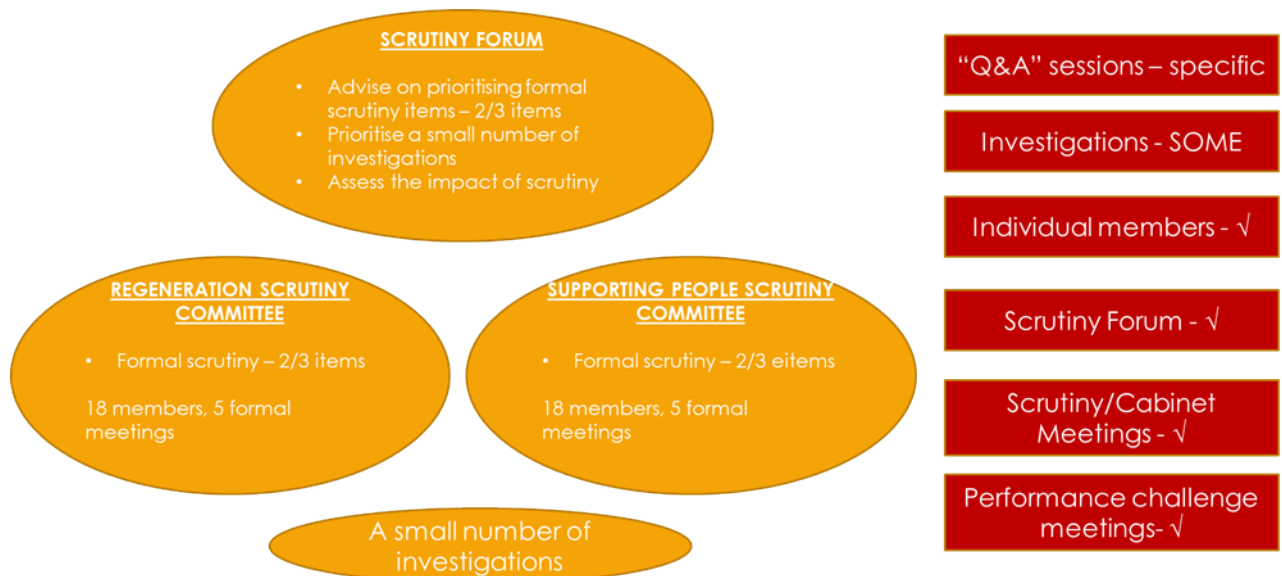 SCRUTINY FORUM
• Advise on prioritising formal
scrutiny items – 2/3 items
• Prioritise a small number of
investigations
• Assess the impact of scrutiny
REGENERATION SCRUTINY
COMMITTEE
• Formal scrutiny – 2/3 items
18 members, 5 formal
meetings
SUPPORTING PEOPLE SCRUTINY
COMMITTEE
• Formal scrutiny – 2/3 eitems
18 members, 5 formal
meetings
A small number of
investigations
“Q&A” sessions – specific
Investigations - SOME
Individual members - √
Scrutiny Forum - √
Scrutiny/Cabinet
Meetings - √
Performance challenge
meetings- √